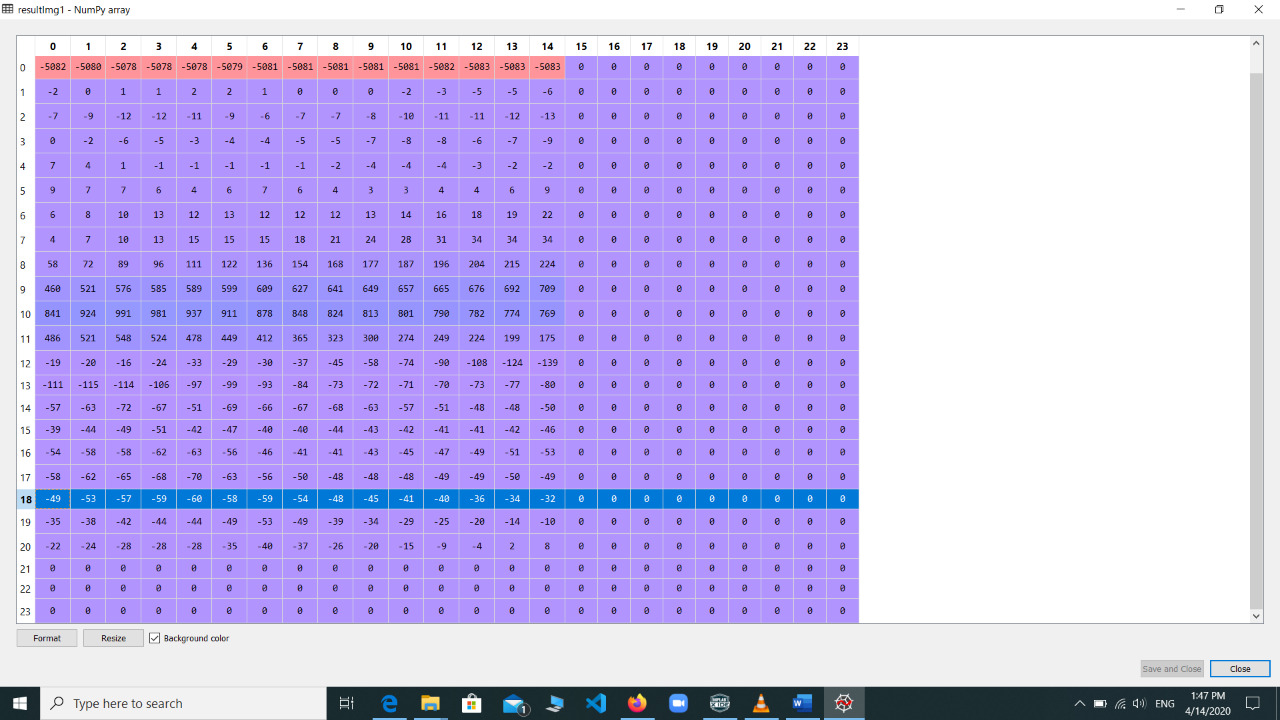 resultImg1 - NumPy array
0 1 2 3 4 5 6 7 8 9 10 11 12 13 14 15 16 17 18 19 20 21 22 23
0 -5082 -5080 -5078 -5078 -5078 -5079 -5081 -5081 -5081 -5081 -5081 -5082 -5083 -5083 -5083 0 0 0 0 0 0 0 0 0
1 -2 0 1 1 2 2 1 0 0 0 -2 -3 -5 -5 -6 0 0 0 0 0 0 0 0 0
2 -7 -9 -12 -12 -11 -9 -6 -7 -7 -8 -10 -11 -11 -12 -13 0 0 0 0 0 0 0 0 0
3 0 -2 -6 -5 -3 -4 -4 -5 -5 -7 -8 -8 -6 -7 -9 0 0 0 0 0 0 0 0 0
4 7 4 1 -1 -1 -1 -1 -1 -2 -4 -4 -4 -3 -2 -2 0 0 0 0 0 0 0 0 0
5 9 7 7 6 4 6 7 6 4 3 3 4 4 6 9 0 0 0 0 0 0 0 0 0
6 6 8 10 13 12 13 12 12 12 13 14 16 18 19 22 0 0 0 0 0 0 0 0 0
7 4 7 10 13 15 15 15 18 21 24 28 31 34 34 34 0 0 0 0 0 0 0 0 0
8 58 72 89 96 111 122 136 154 168 177 187 196 204 215 224 0 0 0 0 0 0 0 0 0
9 460 521 576 585 589 599 609 627 641 649 657 665 676 692 709 0 0 0 0 0 0 0 0 0
10 841 924 991 981 937 911 878 848 824 813 801 790 782 774 769 0 0 0 0 0 0 0 0 0
11 486 521 548 524 478 449 412 365 323 300 274 249 224 199 175 0 0 0 0 0 0 0 0 0
12 -19 -20 -16 -24 -33 -29 -30 -37 -45 -58 -74 -90 -108 -124 -139 0 0 0 0 0 0 0 0 0
13 -111 -115 -114 -106 -97 -99 -93 -84 -73 -72 -71 -70 -73 -77 -80 0 0 0 0 0 0 0 0 0
14 -57 -63 -72 -67 -51 -69 -66 -67 -68 -63 -57 -51 -48 -48 -50 0 0 0 0 0 0 0 0 0
15 -39 -44 -49 -51 -42 -47 -40 -40 -44 -43 -42 -41 -41 -42 -46 0 0 0 0 0 0 0 0 0
16 -54 -58 -58 -62 -63 -56 -46 -41 -41 -43 -45 -47 -49 -51 -53 0 0 0 0 0 0 0 0 0
17 -58 -62 -65 -68 -70 -63 -56 -50 -48 -48 -48 -49 -49 -50 -49 0 0 0 0 0 0 0 0 0
18 -49 -53 -57 -59 -60 -58 -59 -54 -48 -45 -41 -40 -36 -34 -32 0 0 0 0 0 0 0 0 0
19 -35 -38 -42 -44 -44 -49 -53 -49 -39 -34 -29 -25 -20 -14 -10 0 0 0 0 0 0 0 0 0
20 -22 -24 -28 -28 -28 -35 -40 -37 -26 -20 -15 -9 -4 2 8 0 0 0 0 0 0 0 0 0
21 0 0 0 0 0 0 0 0 0 0 0 0 0 0 0 0 0 0 0 0 0 0 0 0
22 0 0 0 0 0 0 0 0 0 0 0 0 0 0 0 0 0 0 0 0 0 0 0 0
23 0 0 0 0 0 0 0 0 0 0 0 0 0 0 0 0 0 0 0 0 0 0 0 0
Format Resize Background color
Save and Close Close
Type here to search
1
ENG
1:47 PM
4/14/2020